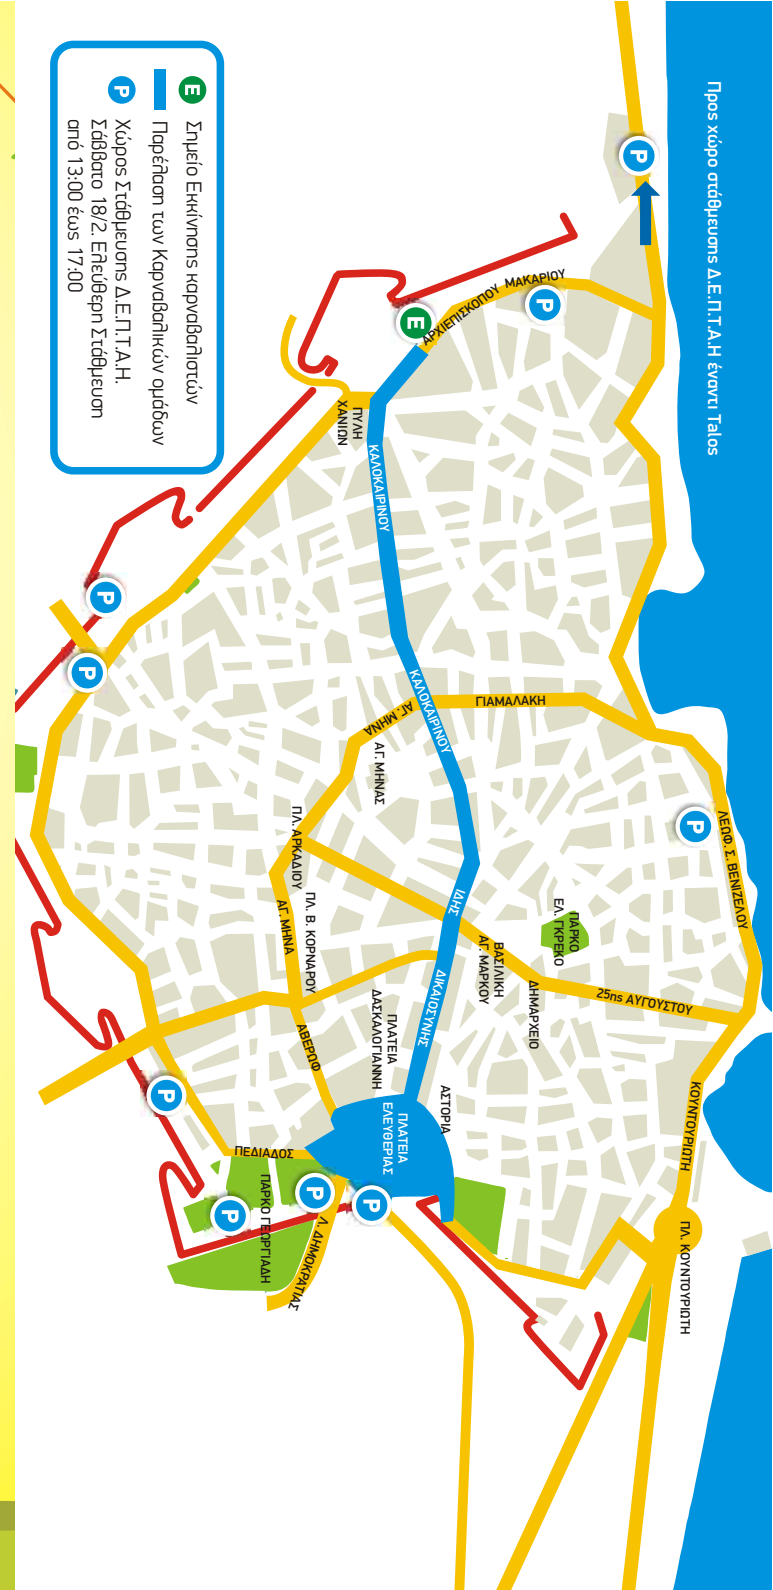 Προς χώρο στάθμευσης Δ.Ε.Π.Τ.Α.Η έναντι Talos
E Σημείο Εκκίνησης καρναβαλιστών
Παρέλαση των Καρναβαλικών ομάδων
P Χώρος Στάθμευσης Δ.Ε.Π.Τ.Α.Η.
Σάββατο 18/2. Ελεύθερη Στάθμευση
από 13:00 έως 17:00
P
P
E
ΑΡΧΙΕΠΙΣΚΟΠΟΥ ΜΑΚΑΡΙΟΥ
ΠΥΛΗ
ΧΑΝΙΩΝ
ΚΑΛΟΚΑΙΡΙΝΟΥ
P
P
ΚΑΛΟΚΑΙΡΙΝΟΥ
ΓΙΑΜΑΛΑΚΗ
ΑΓ. ΜΗΝΑ
ΑΓ. ΜΗΝΑΣ
P
ΛΕΩΦ. Σ. ΒΕΝΙΖΕΛΟΥ
ΠΛ. ΑΡΚΑΔΙΟΥ
ΑΓ. ΜΗΝΑ
ΠΛ. Β. ΚΟΡΝΑΡΟΥ
ΙΔΗΣ
ΠΑΡΚΟ
ΕΛ. ΓΚΡΕΚΟ
ΒΑΣΙΛΙΚΗ
ΑΓ. ΜΑΡΚΟΥ
ΔΗΜΑΡΧΕΙΟ
25ης ΑΥΓΟΥΣΤΟΥ
ΔΙΚΑΙΟΣΥΝΗΣ
ΠΛΑΤΕΙΑ
ΔΑΣΚΑΛΟΓΙΑΝΝΗ
ΑΒΕΡΩΦ
ΑΣΤΟΡΙΑ
ΚΟΥΝΤΟΥΡΙΩΤΗ
ΠΛΑΤΕΙΑ
ΕΛΕΥΘΕΡΙΑΣ
P
ΠΕΔΙΑΔΟΣ
P
P
P
ΠΑΡΚΟ ΓΕΩΡΓΙΑΔΗ
Λ. ΔΗΜΟΚΡΑΤΙΑΣ
ΠΛ. ΚΟΥΝΤΟΥΡΙΩΤΗ